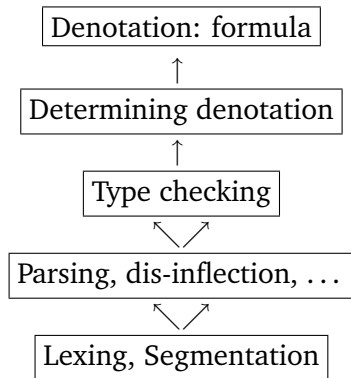 Denotation: formula
Determining denotation
Type checking
Parsing, dis-inflection, ...
Lexing, Segmentation